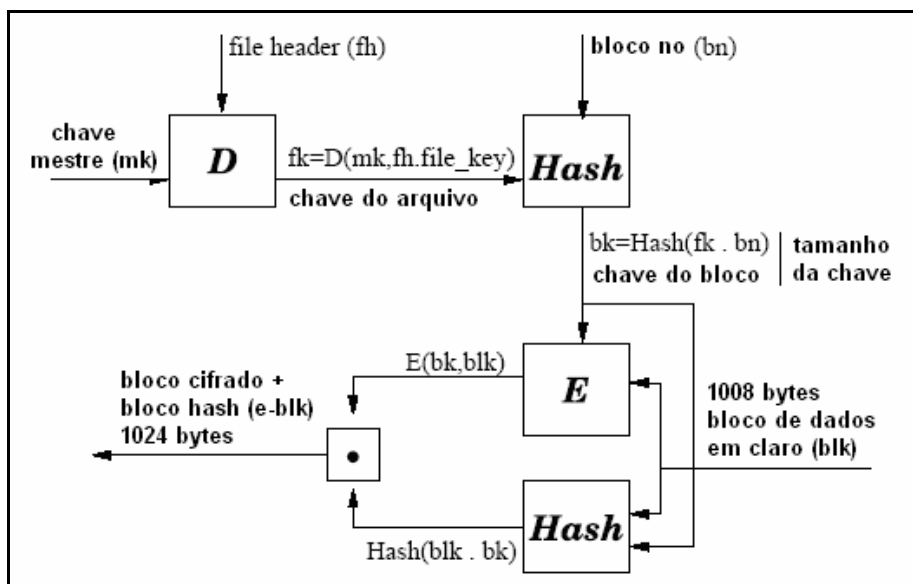 file header (fh)
bloco no (bn)
chave
mestre (mk)
D
fk=D(mk,fh.file_key)
chave do arquivo
Hash
bk=Hash(fk . bn)
chave do bloco
tamanho
da chave
E(bk,blk)
E
bloco cifrado +
bloco hash (e-blk)
1024 bytes
1008 bytes
bloco de dados
em claro (blk)
Hash
Hash(blk . bk)